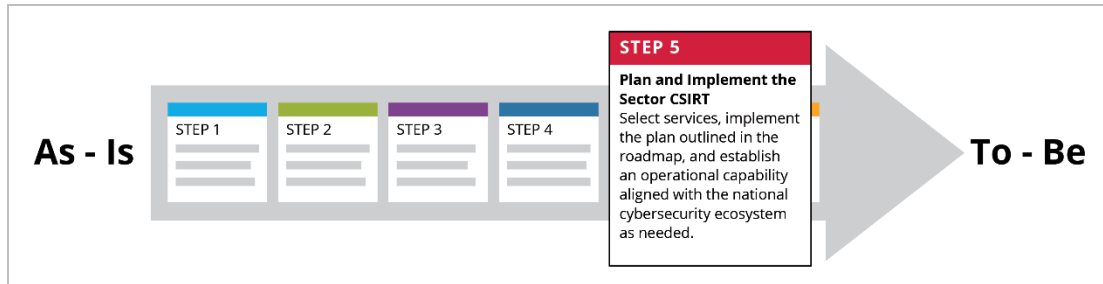 As - Is
STEP 1
STEP 2
STEP 3
STEP 4
STEP 5
Plan and Implement the
Sector CSIRT
Select services, implement
the plan outlined in the
roadmap, and establish
an operational capability
aligned with the national
cybersecurity ecosystem
as needed.
To - Be